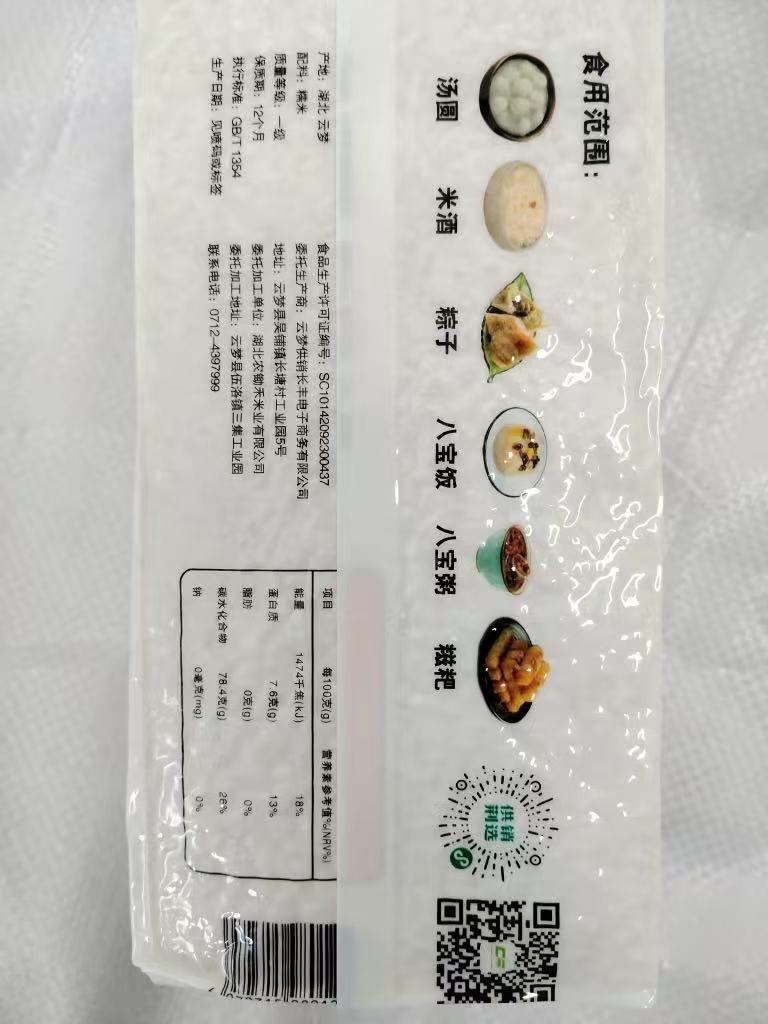 食用范围：
汤圆
米酒
粽子
八宝饭
八宝粥
糍粑
供销
荆选
产地：湖北 云梦
配料：糯米
质量等级：一级
保质期：12个月
执行标准：GB/T 1354
生产日期：见喷码或标签
食品生产许可证编号：SC10142092300437
委托生产商：云梦供销长丰电子商务有限公司
地址：云梦县吴铺镇长塘村工业园5号
委托加工单位：湖北农锄禾米业有限公司
委托加工地址：云梦县伍洛镇三集工业园
联系电话：0712-4397999
项目 每100克(g) 营养素参考值%(NRV%)
能量 1474千焦(kJ) 18%
蛋白质 7.6克(g) 13%
脂肪 0克(g) 0%
碳水化合物 78.4克(g) 26%
钠 0毫克(mg) 0%